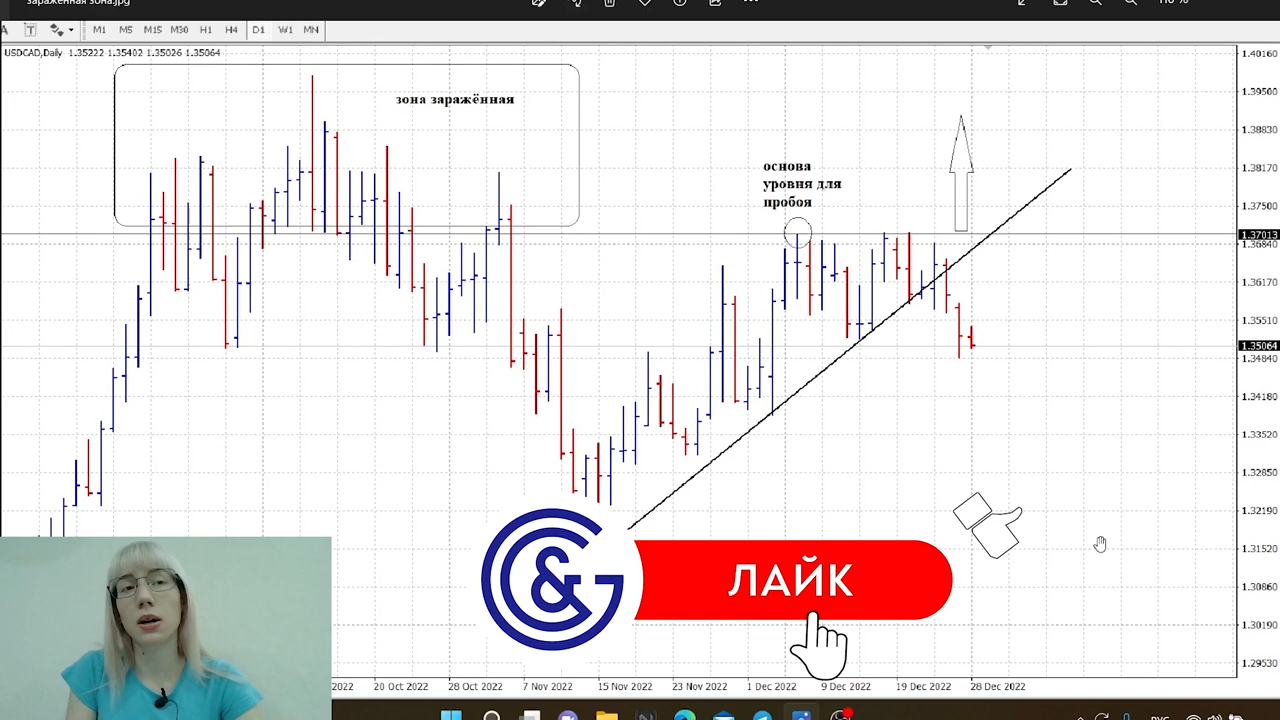 заражённая зона.jpg
110 %
A T M1 M5 M15 M30 H1 H4 D1 W1 MN
USDCAD,Daily 1.35222 1.35402 1.35026 1.35064
зона заражённая
основа
уровня для
пробоя
1.40160
1.39500
1.38830
1.38170
1.37500
1.37013
1.36840
1.36170
1.35510
1.35064
1.34840
1.34180
1.33520
1.32850
1.32190
1.31520
1.30860
1.30190
1.29530
G&
ЛАЙК
2022 20 Oct 2022 28 Oct 2022 7 Nov 2022 15 Nov 2022 23 Nov 2022 1 Dec 2022 9 Dec 2022 19 Dec 2022 28 Dec 2022
РУС